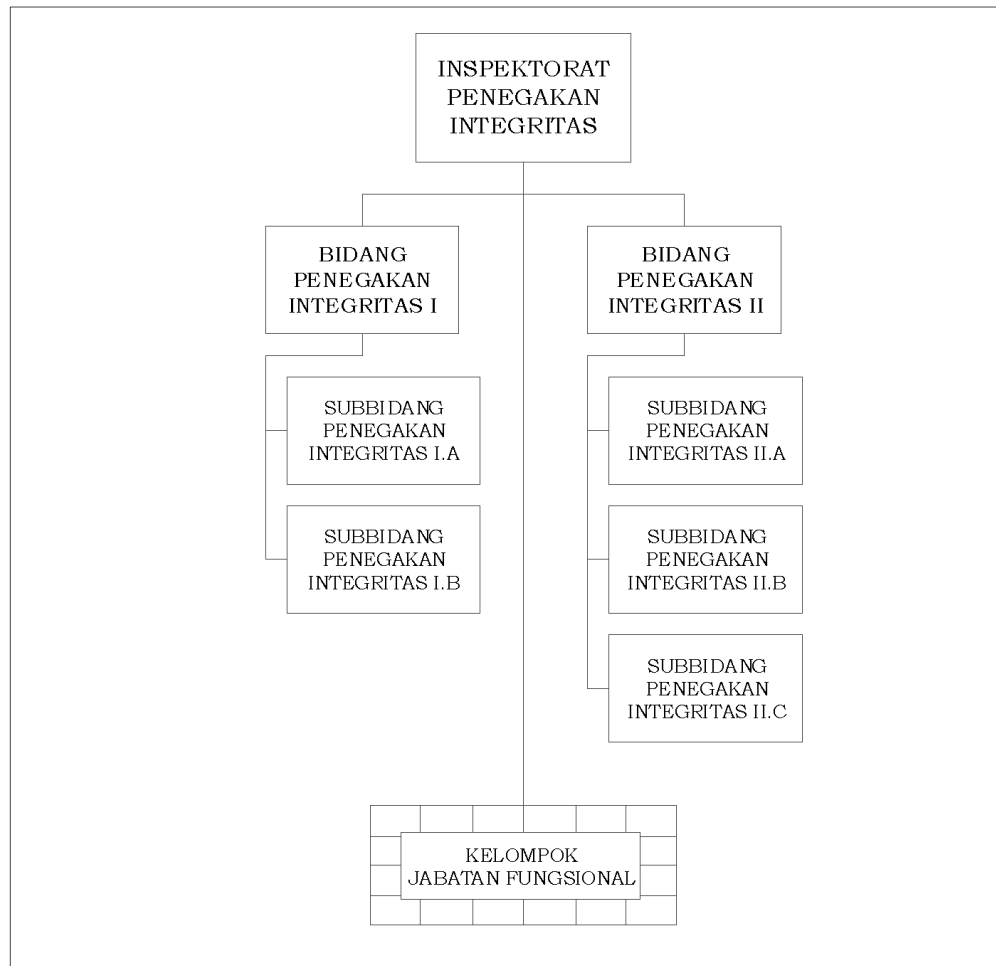 INSPEKTORAT
PENEGAKAN
INTEGRITAS
BIDANG
PENEGAKAN
INTEGRITAS I
BIDANG
PENEGAKAN
INTEGRITAS II
SUBBIDANG
PENEGAKAN
INTEGRITAS I.A
SUBBIDANG
PENEGAKAN
INTEGRITAS I.B
SUBBIDANG
PENEGAKAN
INTEGRITAS II.A
SUBBIDANG
PENEGAKAN
INTEGRITAS II.B
SUBBIDANG
PENEGAKAN
INTEGRITAS II.C
KELOMPOK
JABATAN FUNGSIONAL